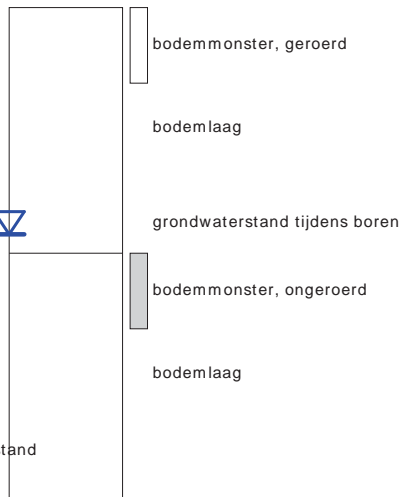 bodemmonster, geroerd
bodemlaag
grondwaterstand tijdens boren
bodemmonster, ongeroerd
bodemlaag
tand